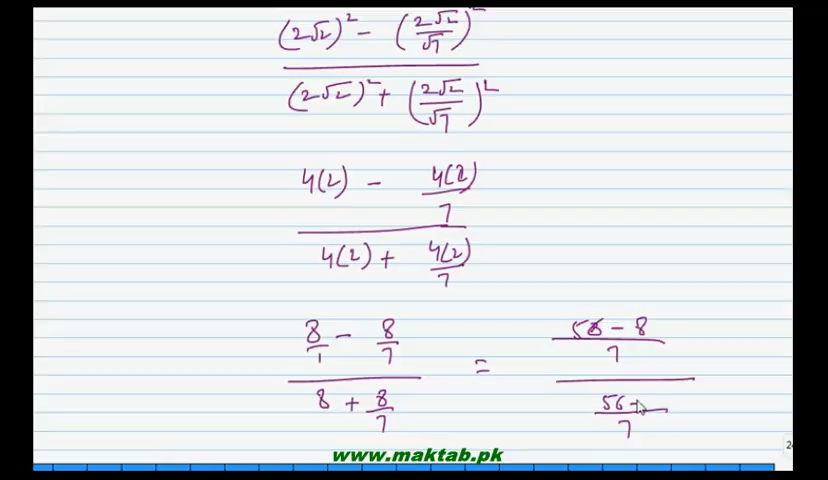 (2√2)² - (2√2/√7)²
(2√2)² + (2√2/√7)²
4(2) - 4(2)/7
4(2) + 4(2)/7
8/1 - 8/7 = 56 - 8/7
8 + 8/7 56 -/7
www.maktab.pk